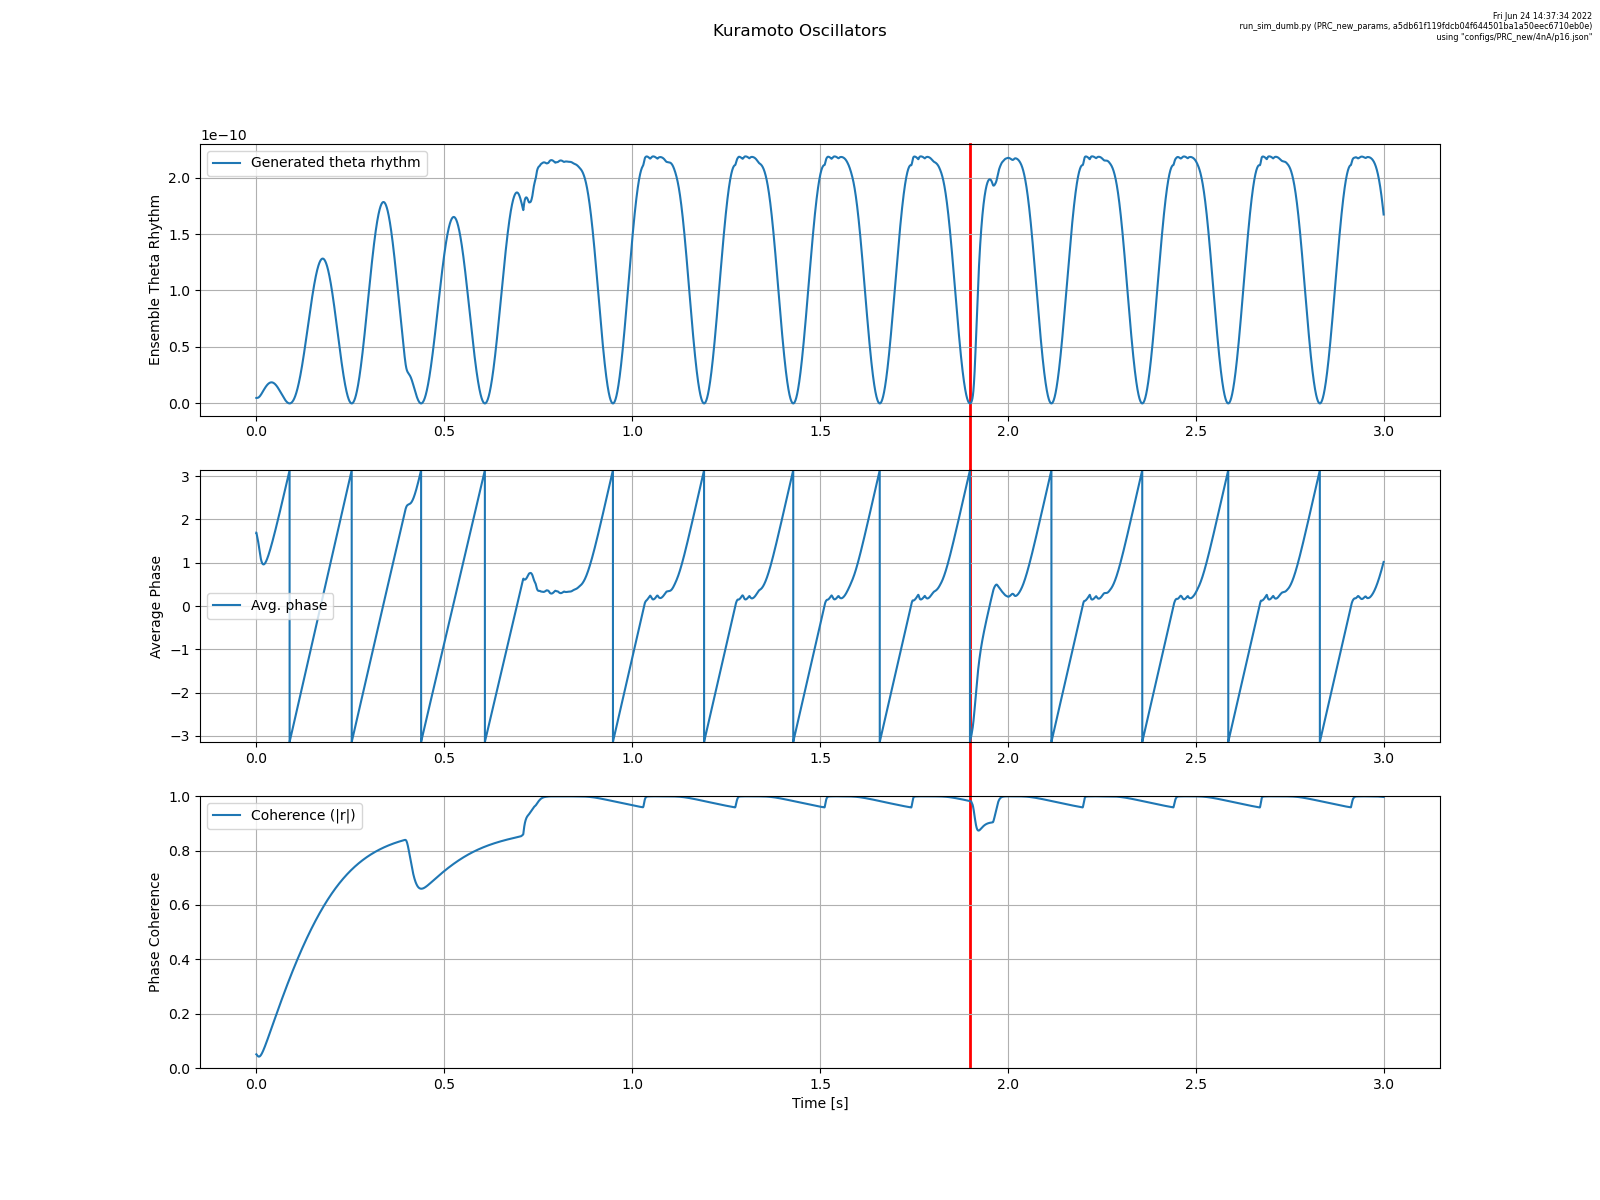 Fri Jun 24 14:37:34 2022
run_sim_dumb.py (PRC_new_params, a5db61f119fdcb04f644501ba1a50eec6710eb0e)
using "configs/PRC_new/4nA/p16.json"
Kuramoto Oscillators
1e−10
Generated theta rhythm
Ensemble Theta Rhythm
2.0
1.5
1.0
0.5
0.0
0.0 0.5 1.0 1.5 2.0 2.5 3.0
Avg. phase
Average Phase
3
2
1
0
−1
−2
−3
0.0 0.5 1.0 1.5 2.0 2.5 3.0
Coherence (|r|)
Phase Coherence
1.0
0.8
0.6
0.4
0.2
0.0
0.0 0.5 1.0 1.5 2.0 2.5 3.0
Time [s]